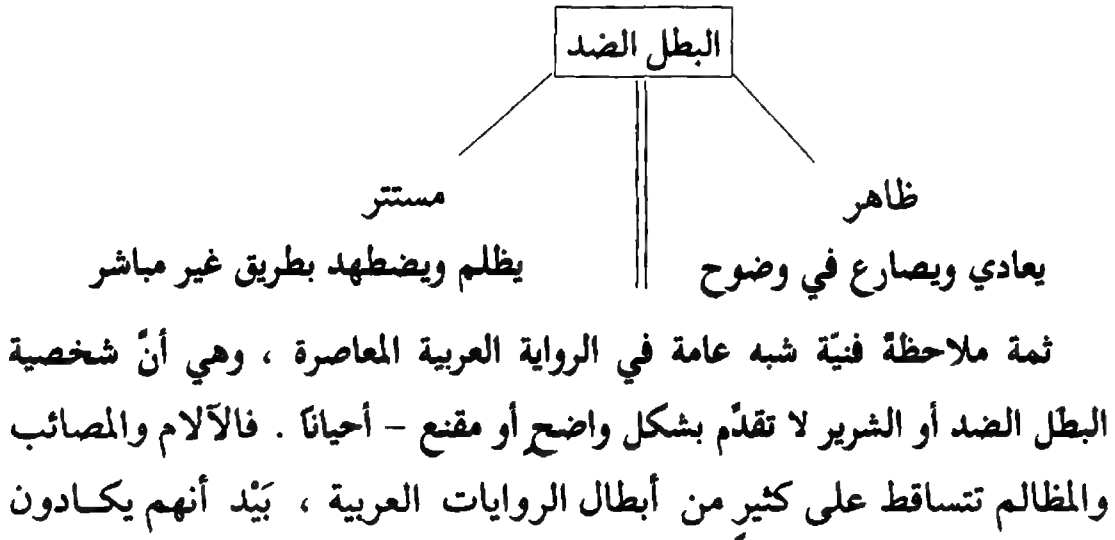 البطل الضد
ظاهر
مستتر
يعادي ويصارع في وضوح
يظلم ويضطهد بطريق غير مباشر
ثمة ملاحظة فنيّة شبه عامة في الرواية العربية المعاصرة ، وهي أنَّ شخصية
البطل الضد أو الشرير لا تقدَّم بشكل واضحٍ أو مقنع – أحيانًا . فالآلام والمصائب
والمظالم تتساقط على كثيرٍ من أبطال الروايات العربية ، بَيْد أنهم يكادون